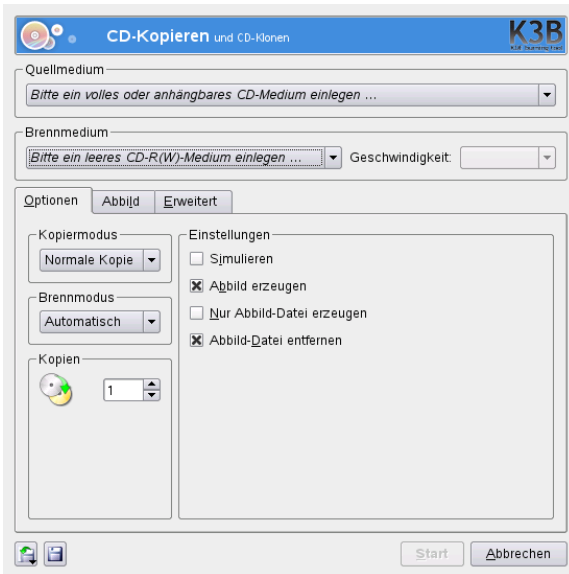 CD-Kopieren und CD-Klonen
K3B
Quellmedium
Bitte ein volles oder anhängbares CD-Medium einlegen ...
Brennmedium
Bitte ein leeres CD-R(W)-Medium einlegen ... Geschwindigkeit:
Optionen Abbild Erweitert
Kopiermodus
Normale Kopie
Brennmodus
Automatisch
Kopien
1
Einstellungen
Simulieren
Abbild erzeugen
Nur Abbild-Datei erzeugen
Abbild-Datei entfernen
Start Abbrechen